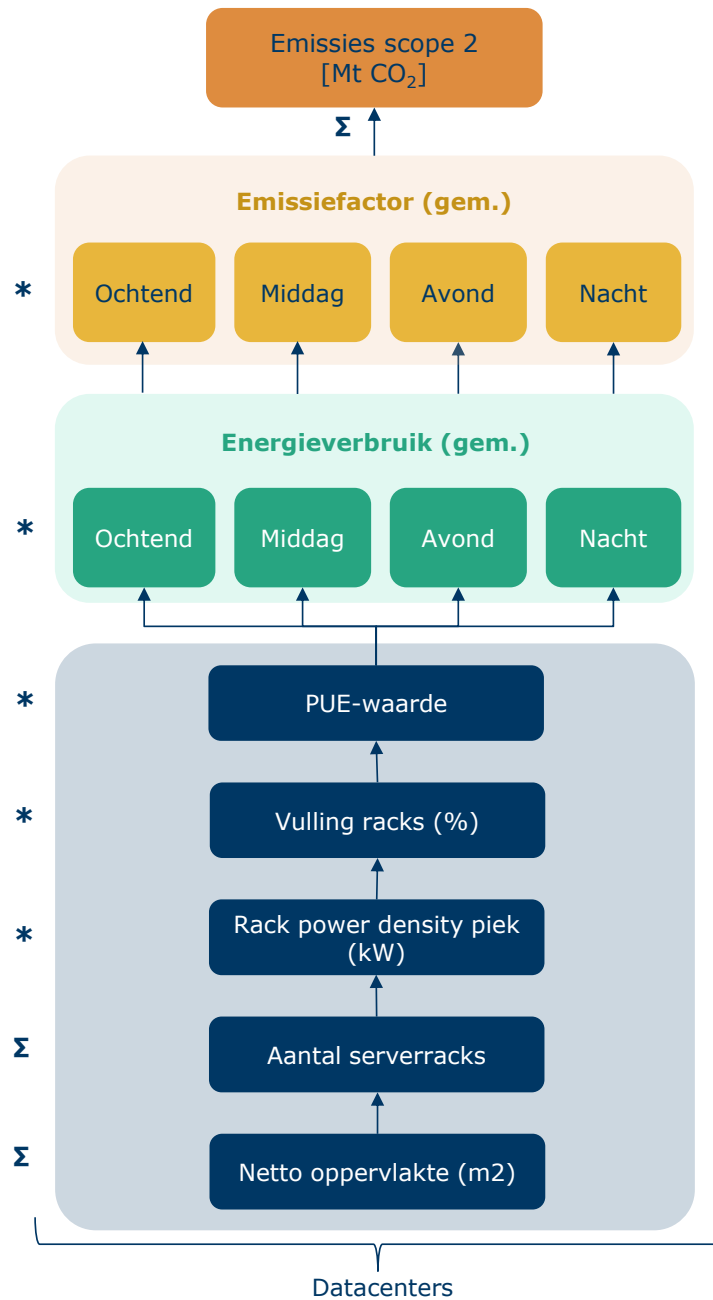 Emissies scope 2
[Mt CO₂]
Σ
Emissiefactor (gem.)
* Ochtend Middag Avond Nacht
Energieverbruik (gem.)
* Ochtend Middag Avond Nacht
* PUE-waarde
* Vulling racks (%)
* Rack power density piek
(kW)
Σ Aantal serverracks
Σ Netto oppervlakte (m2)
Datacenters